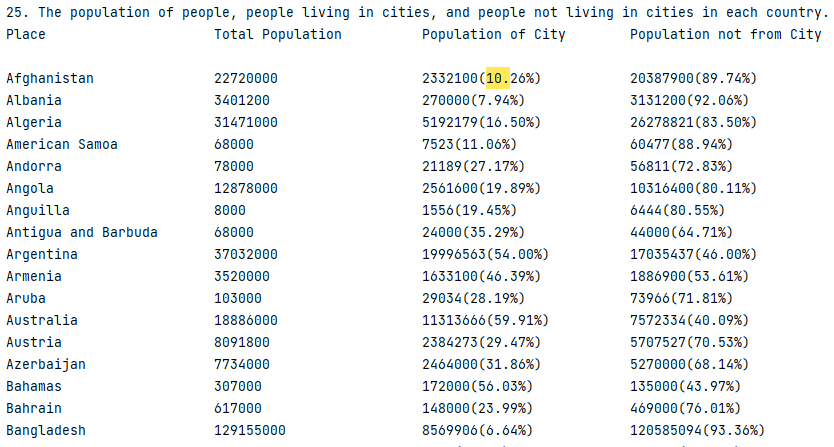 25. The population of people, people living in cities, and people not living in cities in each country.
Place Total Population Population of City Population not from City
Afghanistan 22720000 2332100(10.26%) 20387900(89.74%)
Albania 3401200 270000(7.94%) 3131200(92.06%)
Algeria 31471000 5192179(16.50%) 26278821(83.50%)
American Samoa 68000 7523(11.06%) 60477(88.94%)
Andorra 78000 21189(27.17%) 56811(72.83%)
Angola 12878000 2561600(19.89%) 10316400(80.11%)
Anguilla 8000 1556(19.45%) 6444(80.55%)
Antigua and Barbuda 68000 24000(35.29%) 44000(64.71%)
Argentina 37032000 19996563(54.00%) 17035437(46.00%)
Armenia 3520000 1633100(46.39%) 1886900(53.61%)
Aruba 103000 29034(28.19%) 73966(71.81%)
Australia 18886000 11313666(59.91%) 7572334(40.09%)
Austria 8091800 2384273(29.47%) 5707527(70.53%)
Azerbaijan 7734000 2464000(31.86%) 5270000(68.14%)
Bahamas 307000 172000(56.03%) 135000(43.97%)
Bahrain 617000 148000(23.99%) 469000(76.01%)
Bangladesh 129155000 8569906(6.64%) 120585094(93.36%)